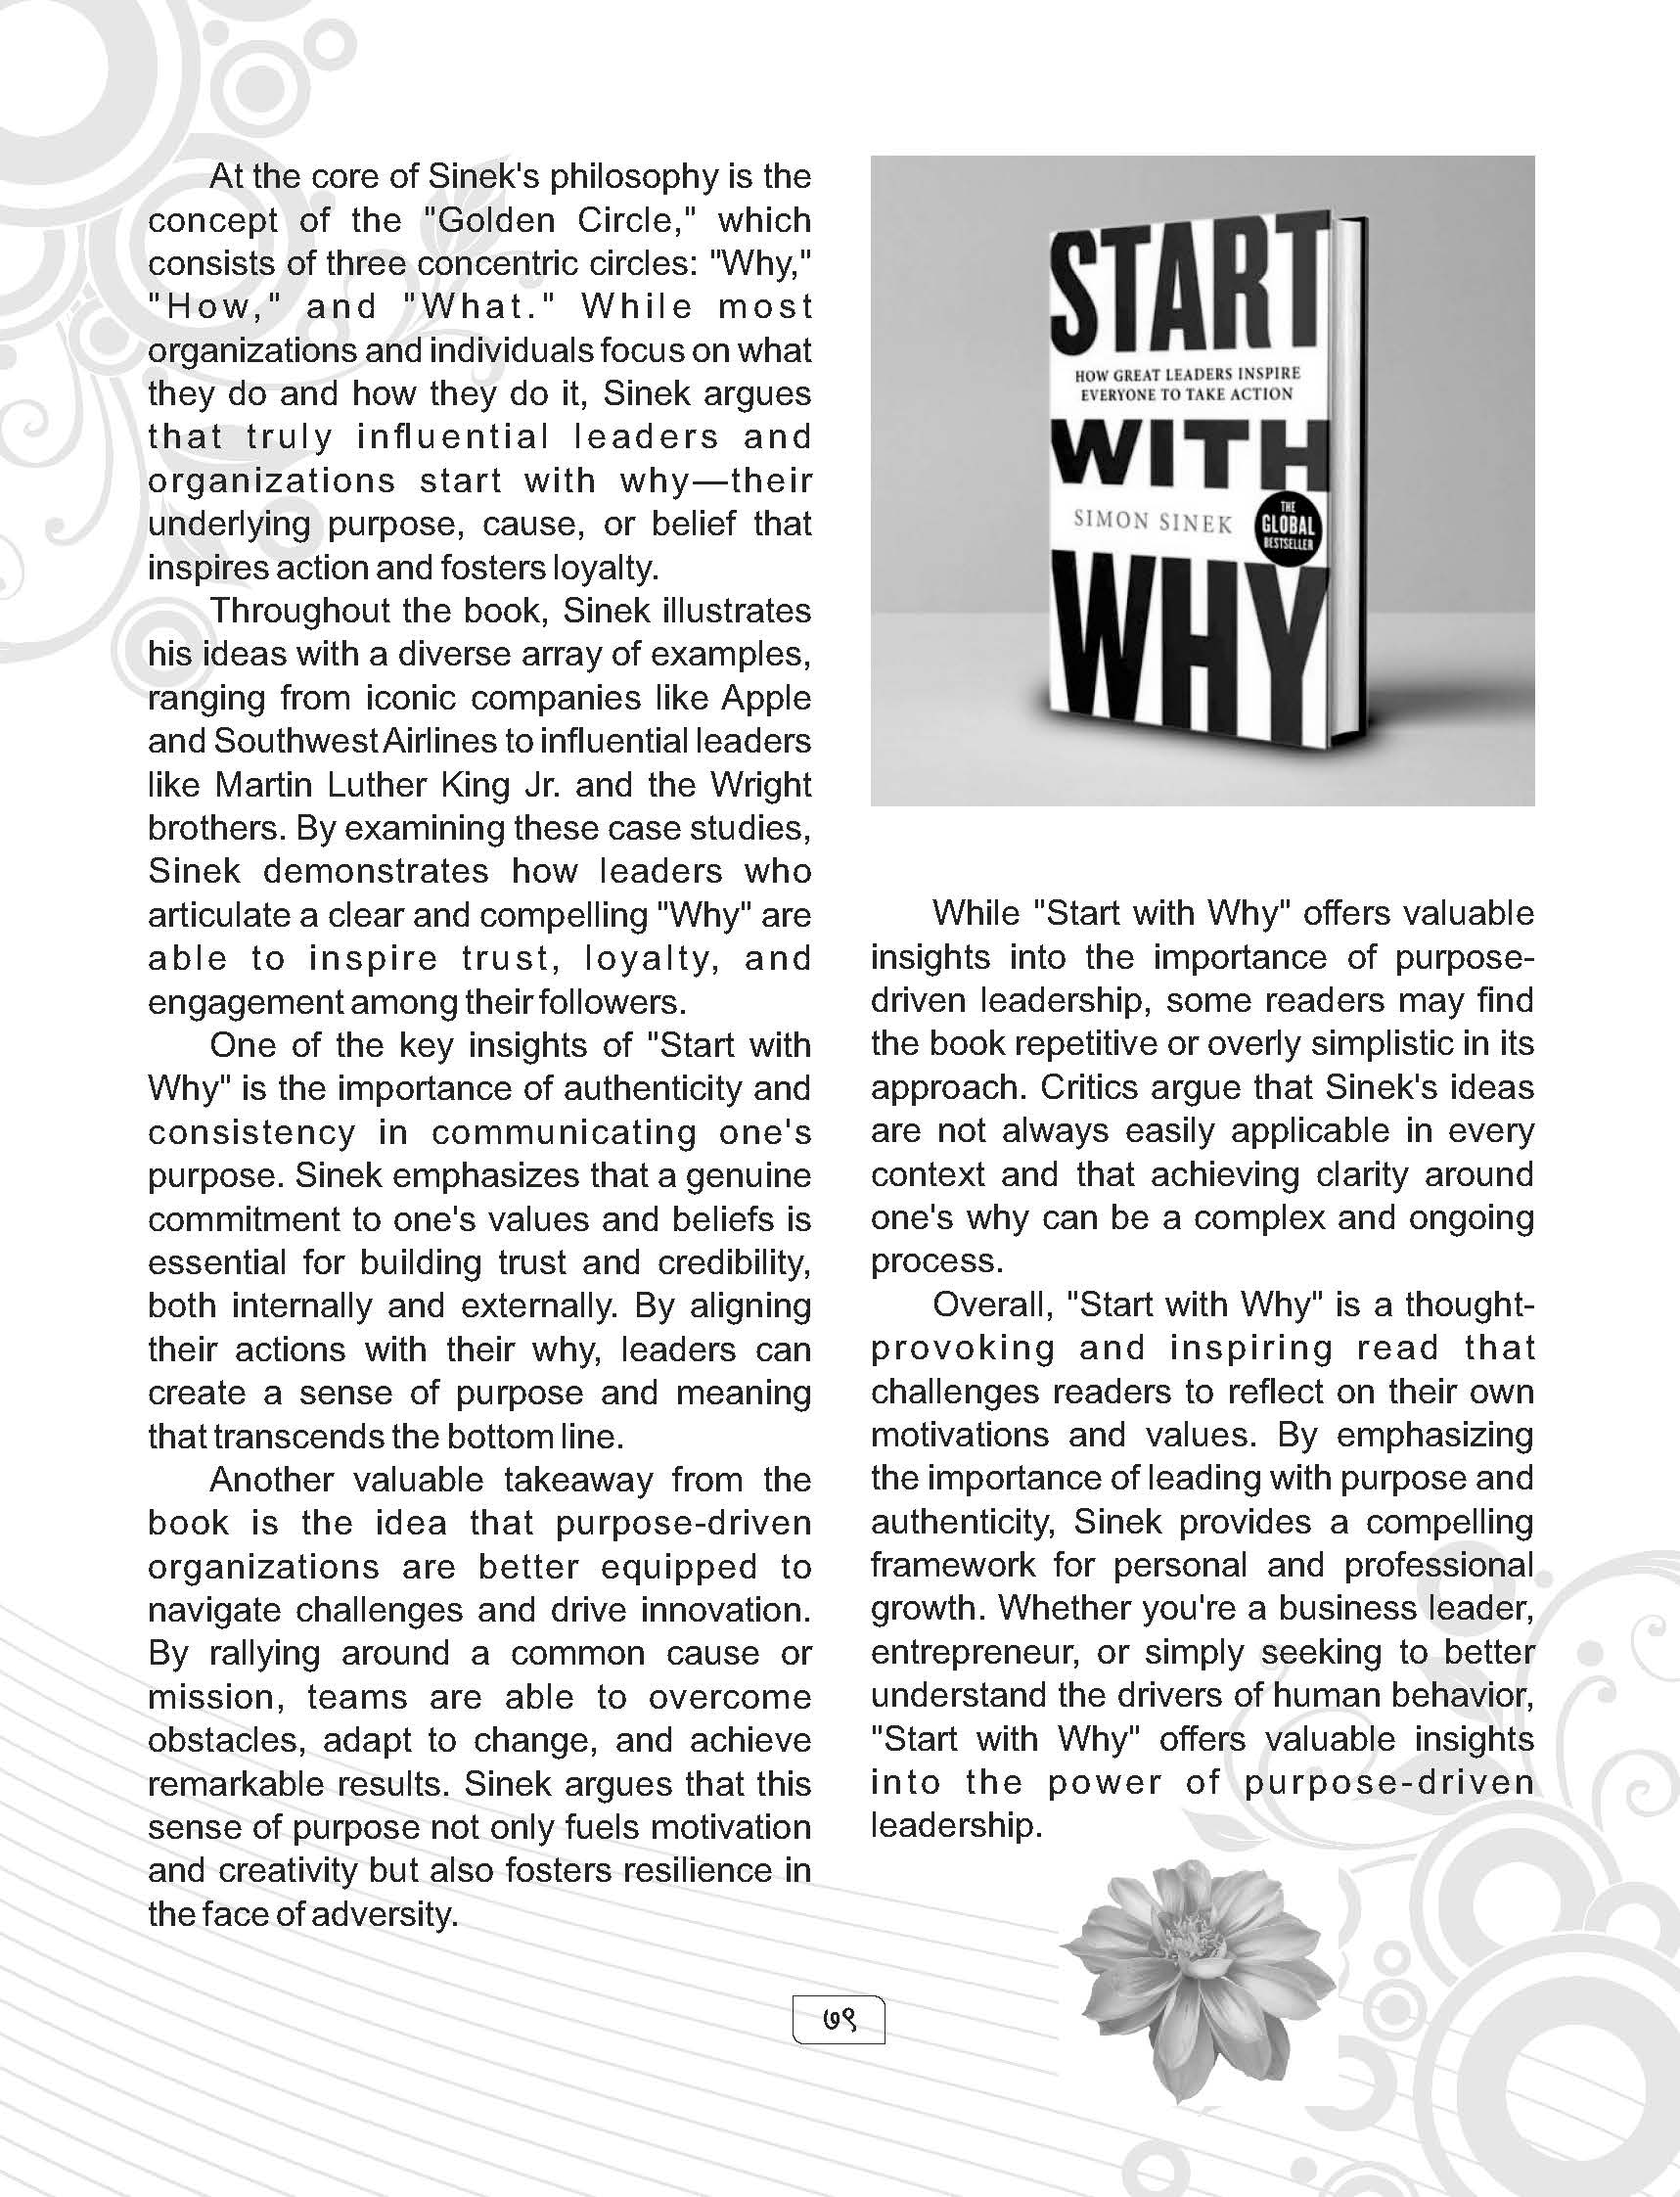 At the core of Sinek's philosophy is the
concept of the "Golden Circle," which
consists of three concentric circles: "Why,"
"How," and "What." While most
organizations and individuals focus on what
they do and how they do it, Sinek argues
that truly influential leaders and
organizations start with why—their
underlying purpose, cause, or belief that
inspires action and fosters loyalty.
Throughout the book, Sinek illustrates
his ideas with a diverse array of examples,
ranging from iconic companies like Apple
and Southwest Airlines to influential leaders
like Martin Luther King Jr. and the Wright
brothers. By examining these case studies,
Sinek demonstrates how leaders who
articulate a clear and compelling "Why" are
able to inspire trust, loyalty, and
engagement among their followers.
One of the key insights of "Start with
Why" is the importance of authenticity and
consistency in communicating one's
purpose. Sinek emphasizes that a genuine
commitment to one's values and beliefs is
essential for building trust and credibility,
both internally and externally. By aligning
their actions with their why, leaders can
create a sense of purpose and meaning
that transcends the bottom line.
Another valuable takeaway from the
book is the idea that purpose-driven
organizations are better equipped to
navigate challenges and drive innovation.
By rallying around a common cause or
mission, teams are able to overcome
obstacles, adapt to change, and achieve
remarkable results. Sinek argues that this
sense of purpose not only fuels motivation
and creativity but also fosters resilience in
the face of adversity.
START
HOW GREAT LEADERS INSPIRE
EVERYONE TO TAKE ACTION
WITH
SIMON SINEK
THE
GLOBAL
BESTSELLER
WHY
While "Start with Why" offers valuable
insights into the importance of purpose-
driven leadership, some readers may find
the book repetitive or overly simplistic in its
approach. Critics argue that Sinek's ideas
are not always easily applicable in every
context and that achieving clarity around
one's why can be a complex and ongoing
process.
Overall, "Start with Why" is a thought-
provoking and inspiring read that
challenges readers to reflect on their own
motivations and values. By emphasizing
the importance of leading with purpose and
authenticity, Sinek provides a compelling
framework for personal and professional
growth. Whether you're a business leader,
entrepreneur, or simply seeking to better
understand the drivers of human behavior,
"Start with Why" offers valuable insights
into the power of purpose-driven
leadership.
७१